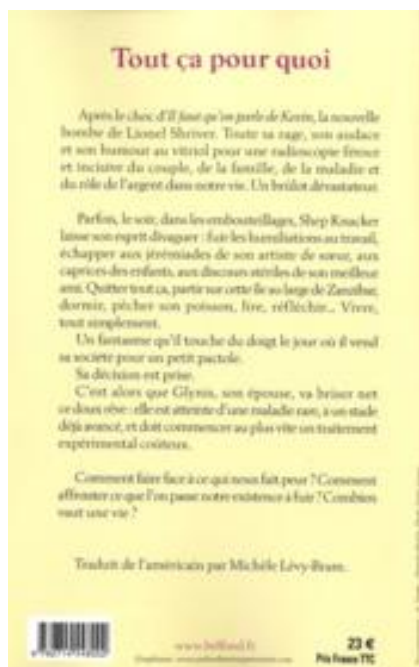 Tout ça pour quoi
Après le choc d'Il faut qu'on parle de Kevin, la nouvelle
bombe de Lionel Shriver. Toute sa rage, son audace
et son humour au vitriol pour une radioscopie féroce
et incisive du couple, de la famille, de la maladie et
du rôle de l'argent dans notre vie. Un brûlot dévastateur.
Parfois, le soir, dans les embouteillages, Shep Knacker
laisse son esprit divaguer : fuir les humiliations au travail,
échapper aux jérémiades de son artiste de sœur, aux
caprices des enfants, aux discours stériles de son meilleur
ami. Quitter tout ça, partir sur cette île au large de Zanzibar,
dormir, pêcher son poisson, lire, réfléchir... Vivre,
tout simplement.
Un fantasme qu'il touche du doigt le jour où il vend
sa société pour un petit pactole.
Sa décision est prise.
C'est alors que Glynis, son épouse, va briser net
ce doux rêve : elle est atteinte d'une maladie rare, à un stade
déjà avancé, et doit commencer au plus vite un traitement
expérimental coûteux.
Comment faire face à ce qui nous fait peur ? Comment
affronter ce que l'on passe notre existence à fuir ? Combien
vaut une vie ?
Traduit de l'américain par Michèle Lévy-Bram.
www.belfond.fr
23 €
Prix France TTC